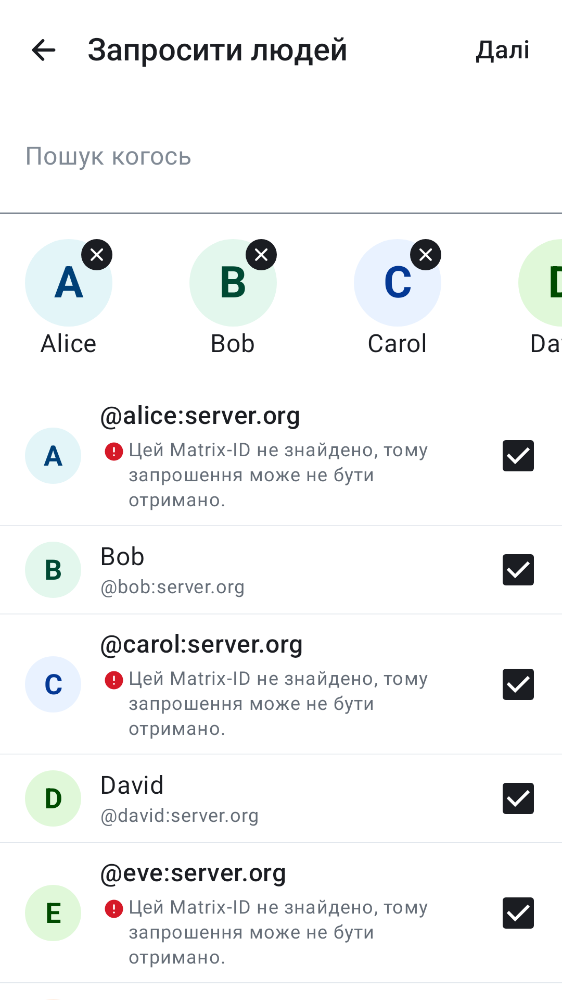 Запросити людей
Далі
Пошук когось
A
B
C
Alice
Bob
Carol
@alice:server.org
A
Цей Matrix-ID не знайдено, тому
запрошення може не бути
отримано.
Bob
B
@bob:server.org
@carol:server.org
C
Цей Matrix-ID не знайдено, тому
запрошення може не бути
отримано.
David
D
@david:server.org
@eve:server.org
E
Цей Matrix-ID не знайдено, тому
запрошення може не бути
отримано.